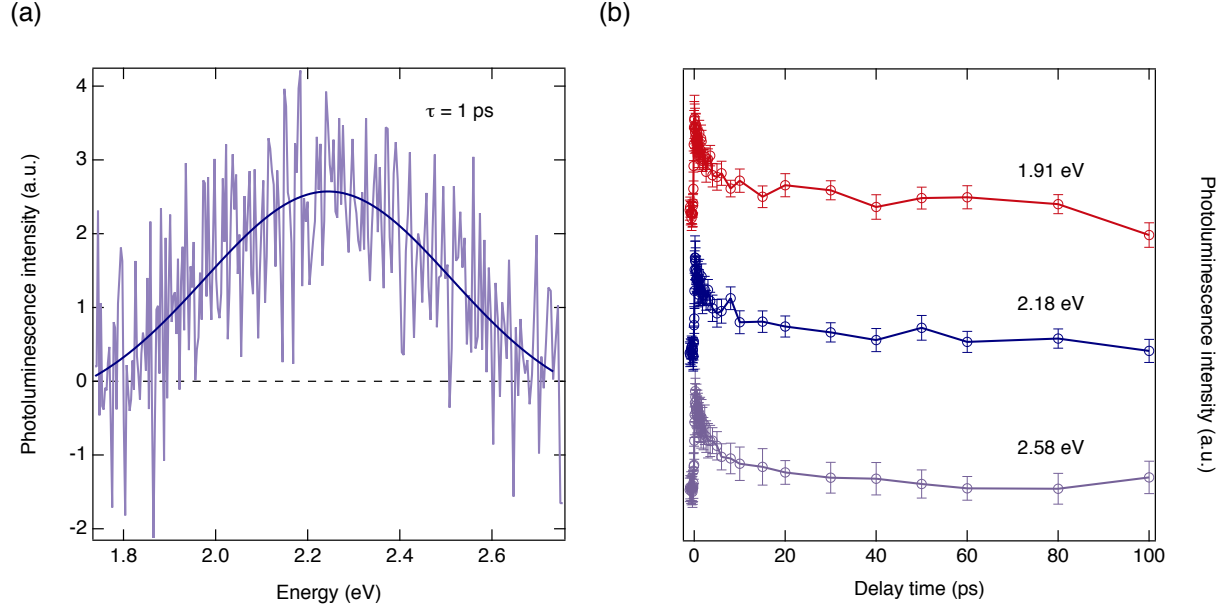 (a)
(b)
Photoluminescence intensity (a.u.)
4
3
2
1
0
-1
-2
τ = 1 ps
1.8
2.0
2.2
2.4
2.6
Energy (eV)
1.91 eV
2.18 eV
2.58 eV
0
20
40
60
80
100
Delay time (ps)
Photoluminescence intensity (a.u.)